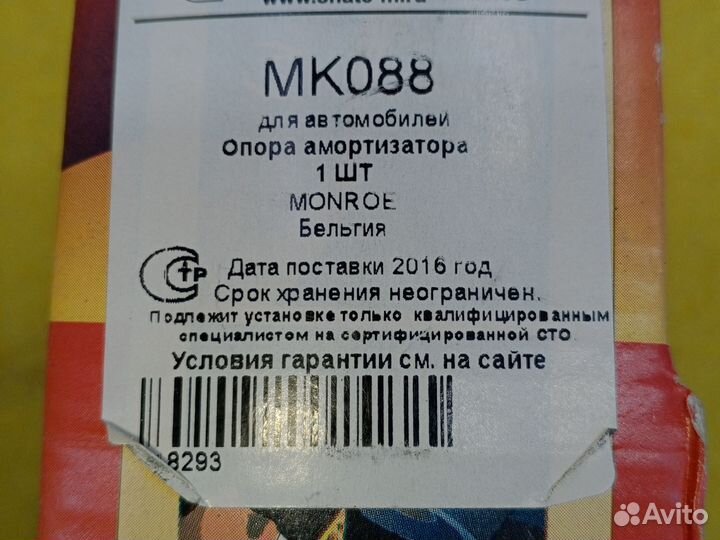 MK088
для автомобилей
Опора амортизатора
1 ШТ
MONROE
Бельгия
СТР
Дата поставки 2016 год
Срок хранения неограничен.
Подлежит установке только квалифицированным
специалистом на сертифицированной СТО
Условия гарантии см. на сайте
8293
Avito